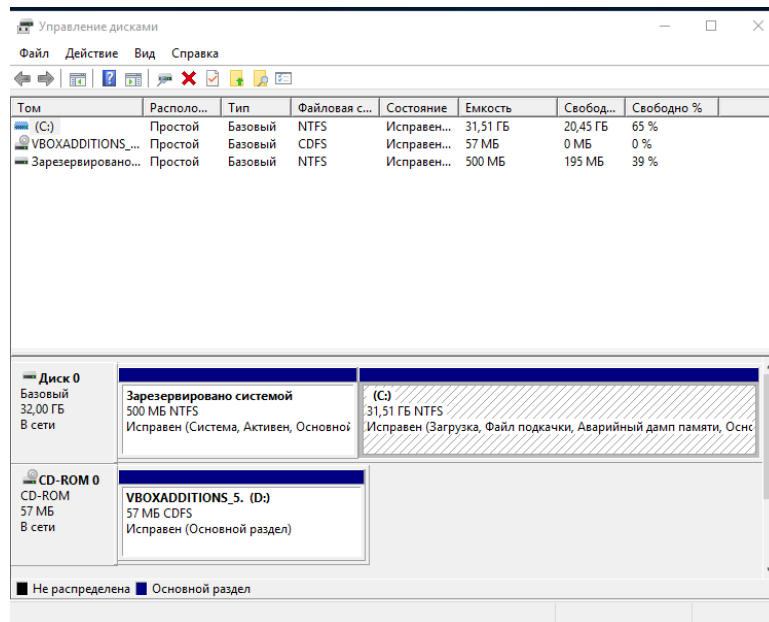 Управление дисками
Файл Действие Вид Справка
Том Располо... Тип Файловая с... Состояние Емкость Свобод... Свободно %
(C:) Простой Базовый NTFS Исправен... 31,51 ГБ 20,45 ГБ 65 %
VBOXADDITIONS_... Простой Базовый CDFS Исправен... 57 МБ 0 МБ 0 %
Зарезервировано... Простой Базовый NTFS Исправен... 500 МБ 195 МБ 39 %
Диск 0
Базовый
32,00 ГБ
В сети
Зарезервировано системой
500 МБ NTFS
Исправен (Система, Активен, Основной
(C:)
31,51 ГБ NTFS
Исправен (Загрузка, Файл подкачки, Аварийный дамп памяти, Осно
CD-ROM 0
CD-ROM
57 МБ
В сети
VBOXADDITIONS_5. (D:)
57 МБ CDFS
Исправен (Основной раздел)
Не распределена Основной раздел